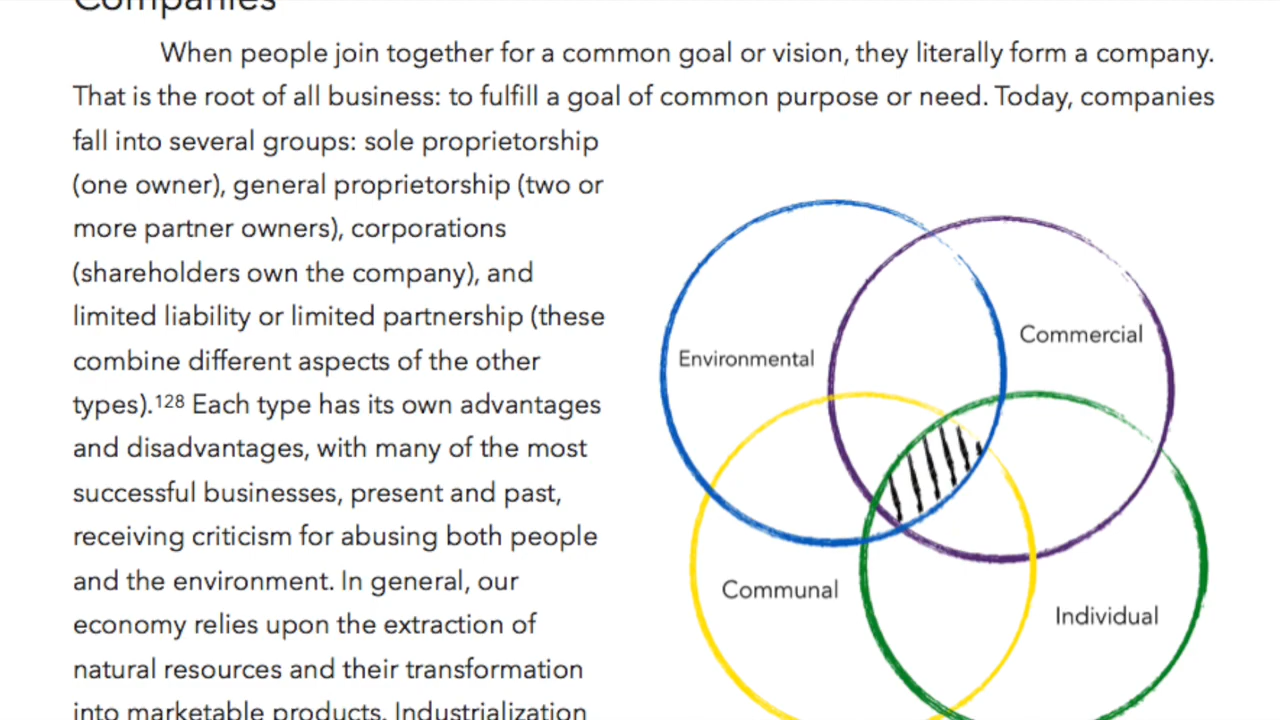 Companies
When people join together for a common goal or vision, they literally form a company.
That is the root of all business: to fulfill a goal of common purpose or need. Today, companies
fall into several groups: sole proprietorship
(one owner), general proprietorship (two or
more partner owners), corporations
(shareholders own the company), and
limited liability or limited partnership (these
combine different aspects of the other
types).128 Each type has its own advantages
and disadvantages, with many of the most
successful businesses, present and past,
receiving criticism for abusing both people
and the environment. In general, our
economy relies upon the extraction of
natural resources and their transformation
into marketable products. Industrialization
Environmental
Commercial
Communal
Individual